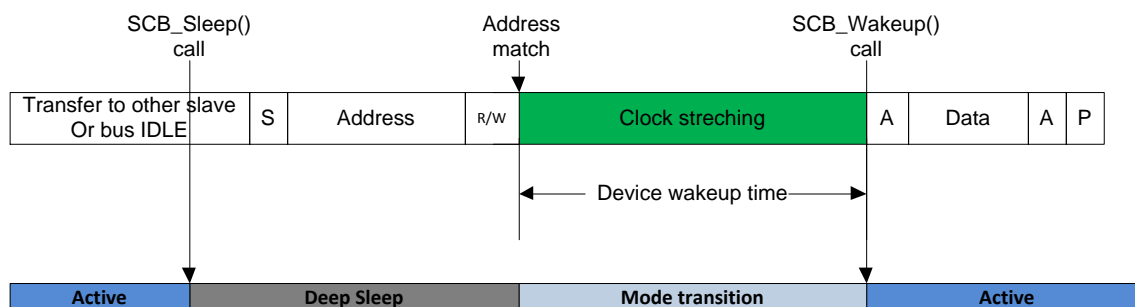 SCB_Sleep()
call
Address
match
SCB_Wakeup()
call
Transfer to other slave
Or bus IDLE
S
Address
R/W
Clock streching
A
Data
A
P
Device wakeup time
Active
Deep Sleep
Mode transition
Active